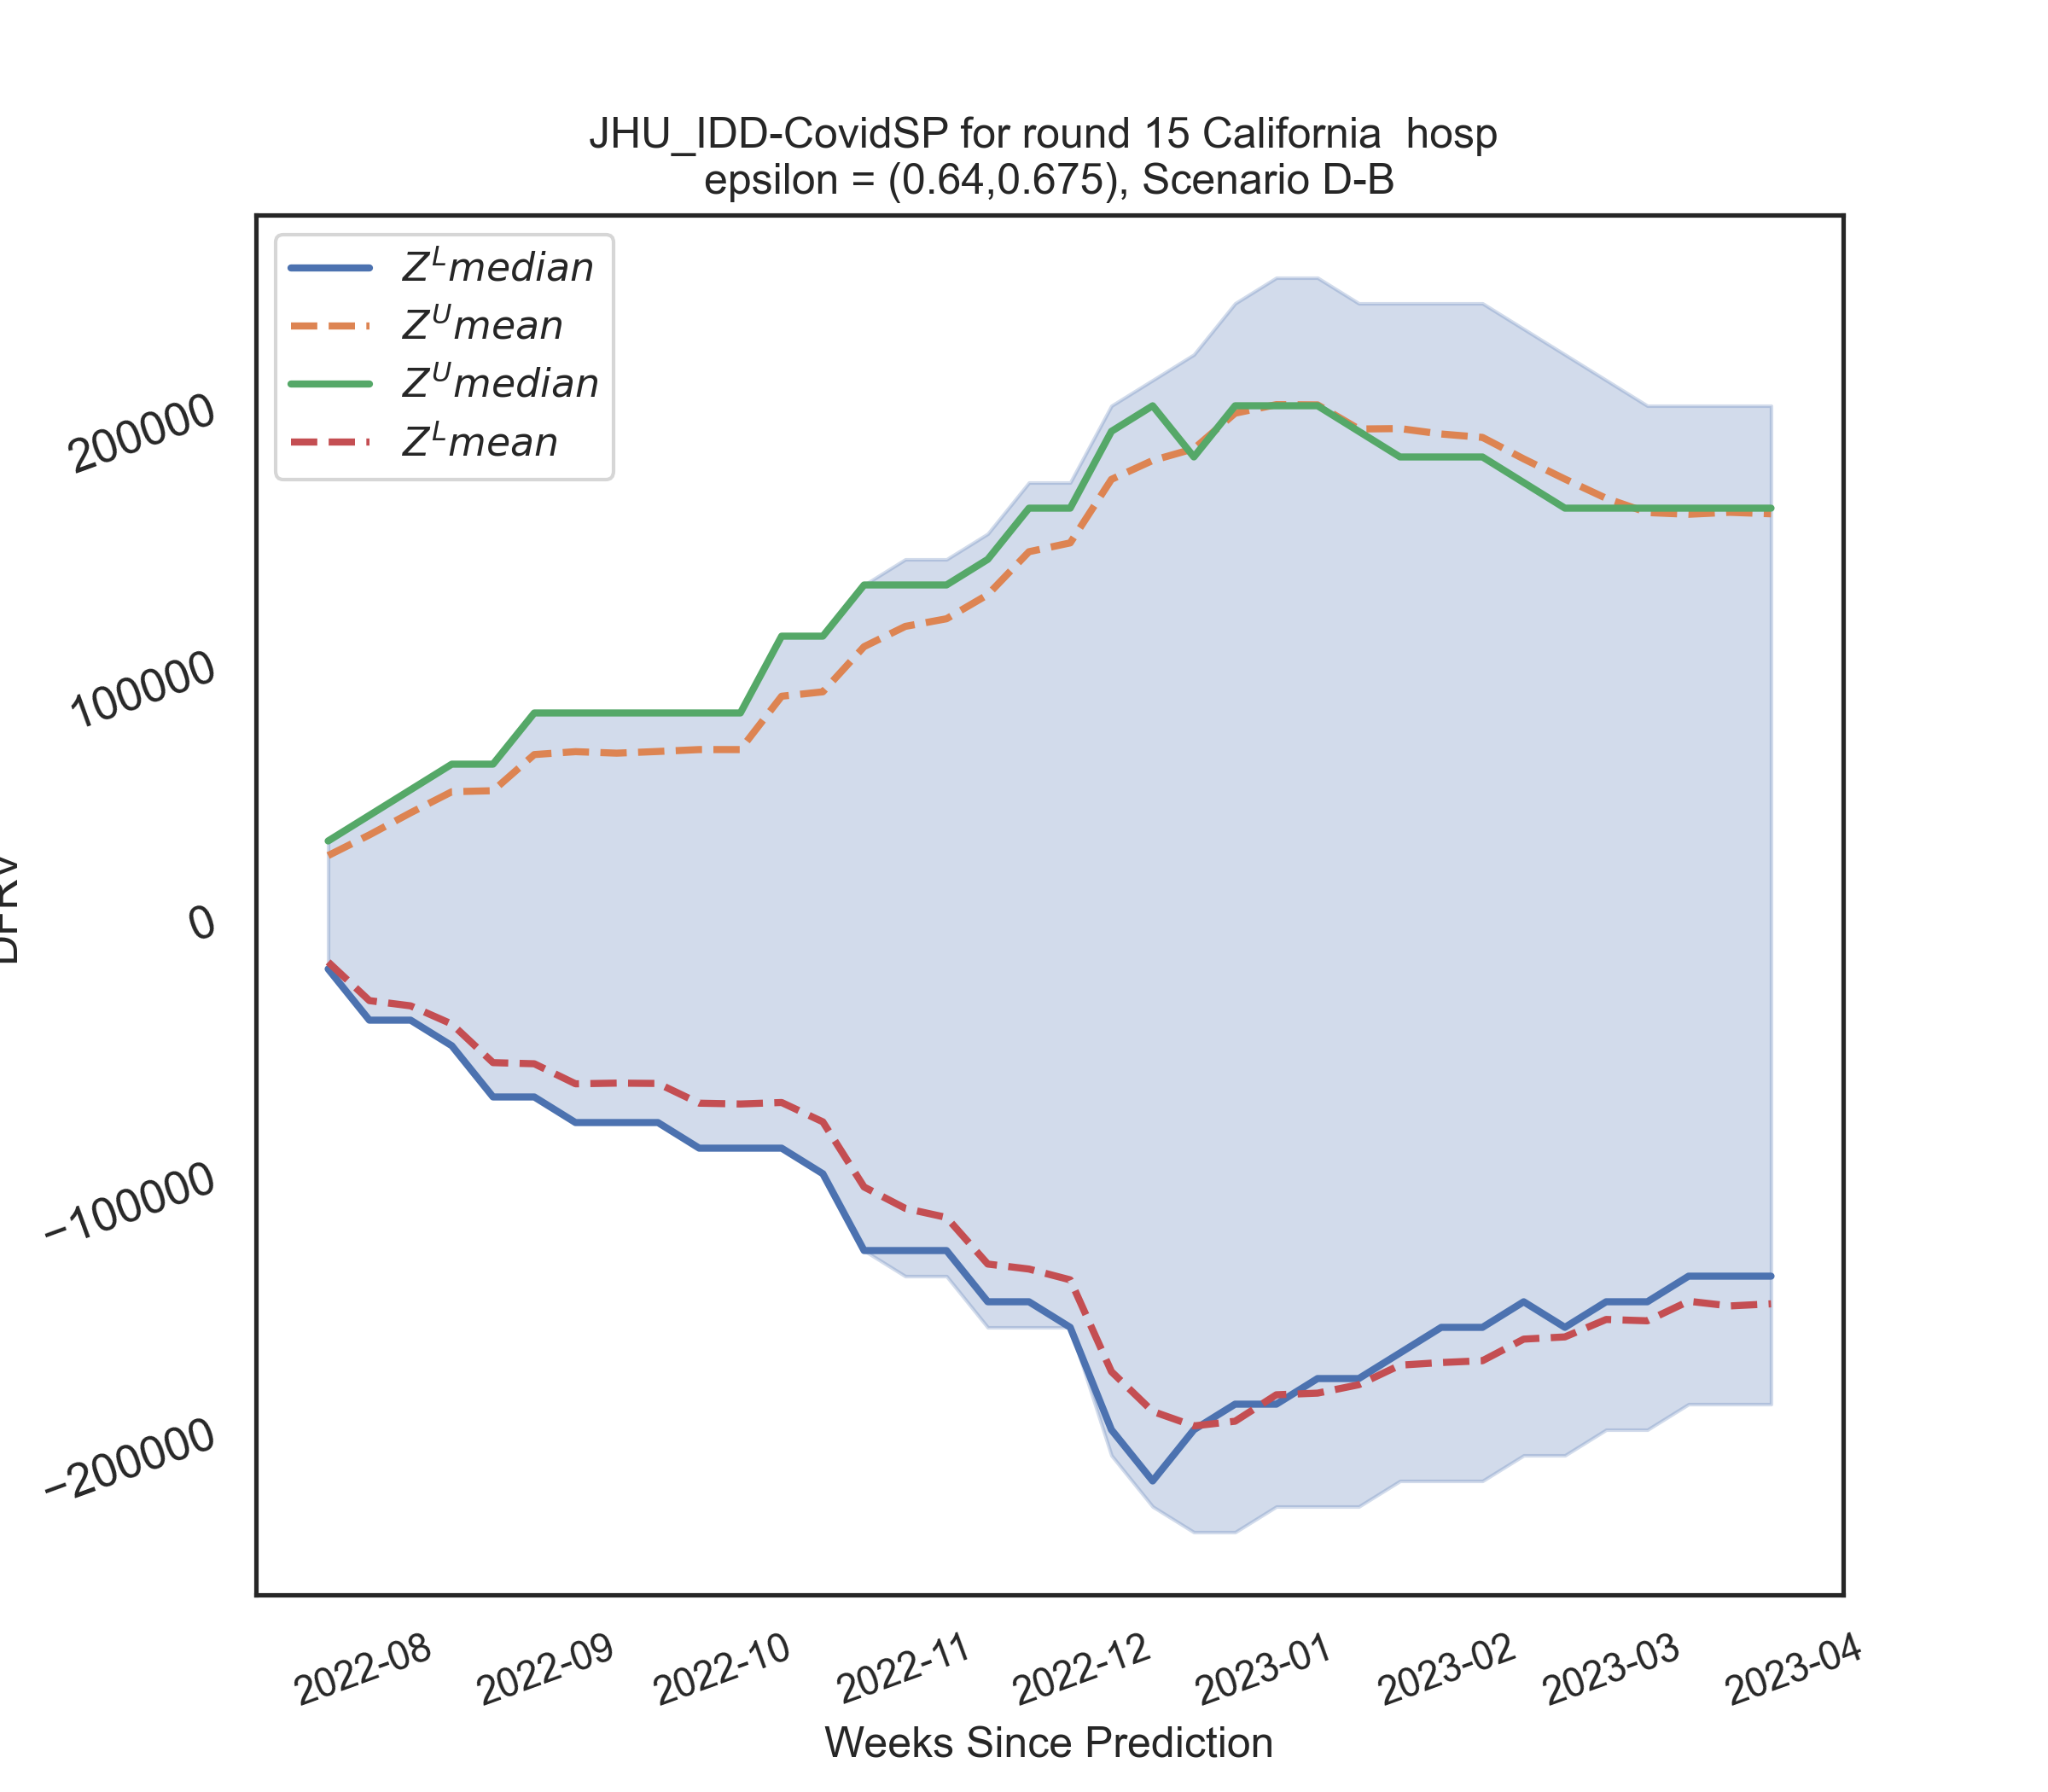 JHU_IDD-CovidSP for round 15 California  hosp
epsilon = (0.64,0.675), Scenario D-B
Z^L median
Z^U mean
Z^U median
Z^L mean
200000
100000
0
−100000
−200000
2022-08
2022-09
2022-10
2022-11
2022-12
2023-01
2023-02
2023-03
2023-04
Weeks Since Prediction